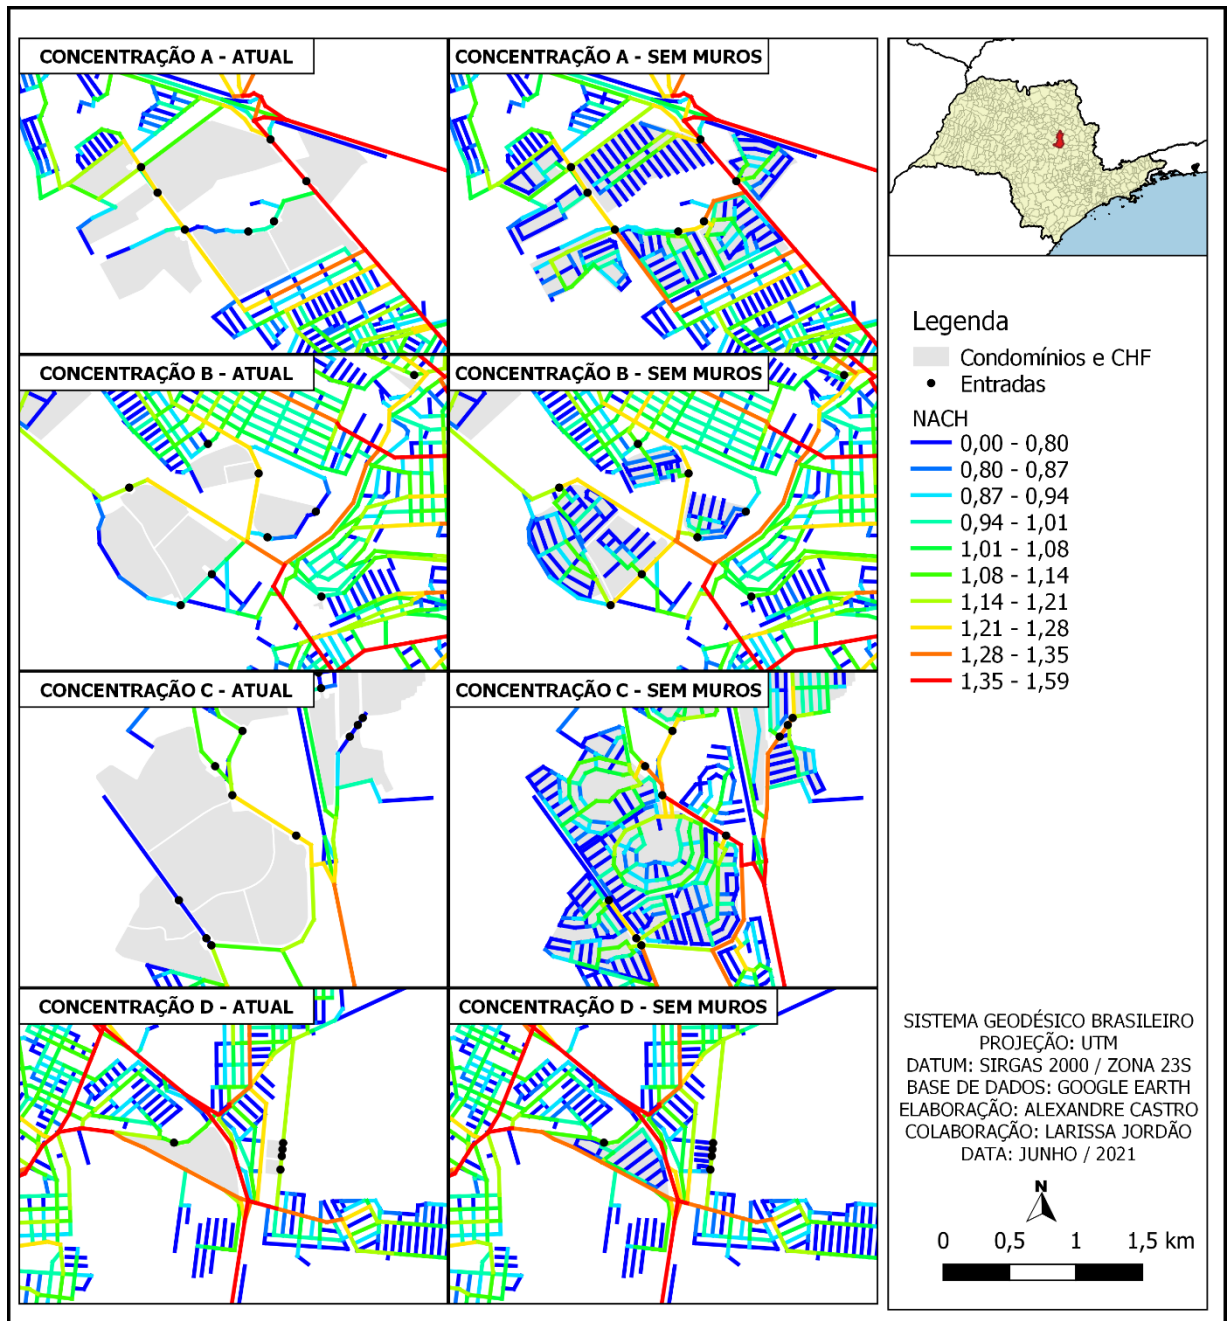 CONCENTRAÇÃO A - ATUAL
CONCENTRAÇÃO A - SEM MUROS
CONCENTRAÇÃO B - ATUAL
CONCENTRAÇÃO B - SEM MUROS
CONCENTRAÇÃO C - ATUAL
CONCENTRAÇÃO C - SEM MUROS
CONCENTRAÇÃO D - ATUAL
CONCENTRAÇÃO D - SEM MUROS
Legenda
Condomínios e CHF
Entradas
NACH
0,00 - 0,80
0,80 - 0,87
0,87 - 0,94
0,94 - 1,01
1,01 - 1,08
1,08 - 1,14
1,14 - 1,21
1,21 - 1,28
1,28 - 1,35
1,35 - 1,59
SISTEMA GEODÉSICO BRASILEIRO
PROJEÇÃO: UTM
DATUM: SIRGAS 2000 / ZONA 23S
BASE DE DADOS: GOOGLE EARTH
ELABORAÇÃO: ALEXANDRE CASTRO
COLABORAÇÃO: LARISSA JORDÃO
DATA: JUNHO / 2021
N
0 0,5 1 1,5 km